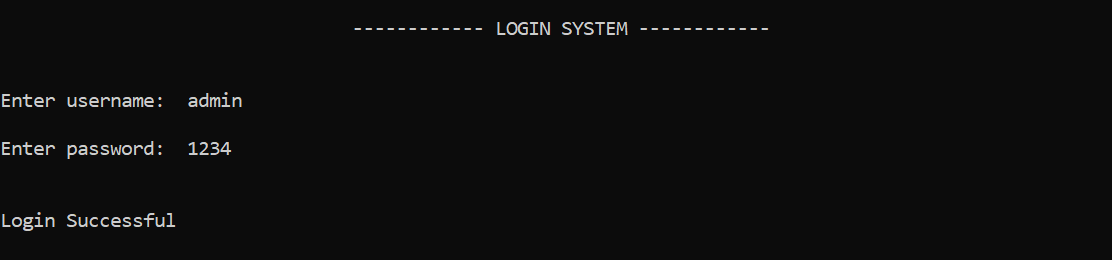 ------------ LOGIN SYSTEM ------------
Enter username:  admin
Enter password:  1234
Login Successful